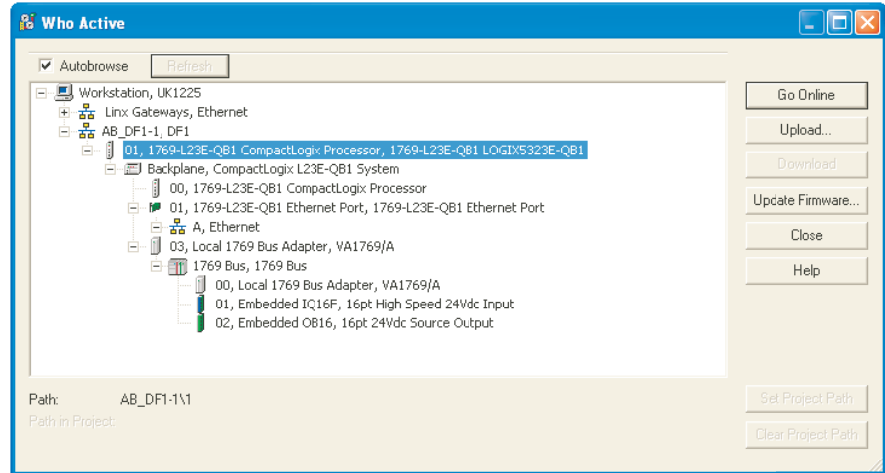 Who Active
Autobrowse Refresh
Workstation, UK1225
Linx Gateways, Ethernet
AB_DF1-1, DF1
01, 1769-L23E-QB1 CompactLogix Processor, 1769-L23E-QB1 LOGIX5323E-QB1
Backplane, CompactLogix L23E-QB1 System
00, 1769-L23E-QB1 CompactLogix Processor
01, 1769-L23E-QB1 Ethernet Port, 1769-L23E-QB1 Ethernet Port
A, Ethernet
03, Local 1769 Bus Adapter, VA1769/A
1769 Bus, 1769 Bus
00, Local 1769 Bus Adapter, VA1769/A
01, Embedded IQ16F, 16pt High Speed 24Vdc Input
02, Embedded OB16, 16pt 24Vdc Source Output
Go Online
Upload...
Download
Update Firmware...
Close
Help
Path: AB_DF1-1\1
Path in Project:
Set Project Path
Clear Project Path